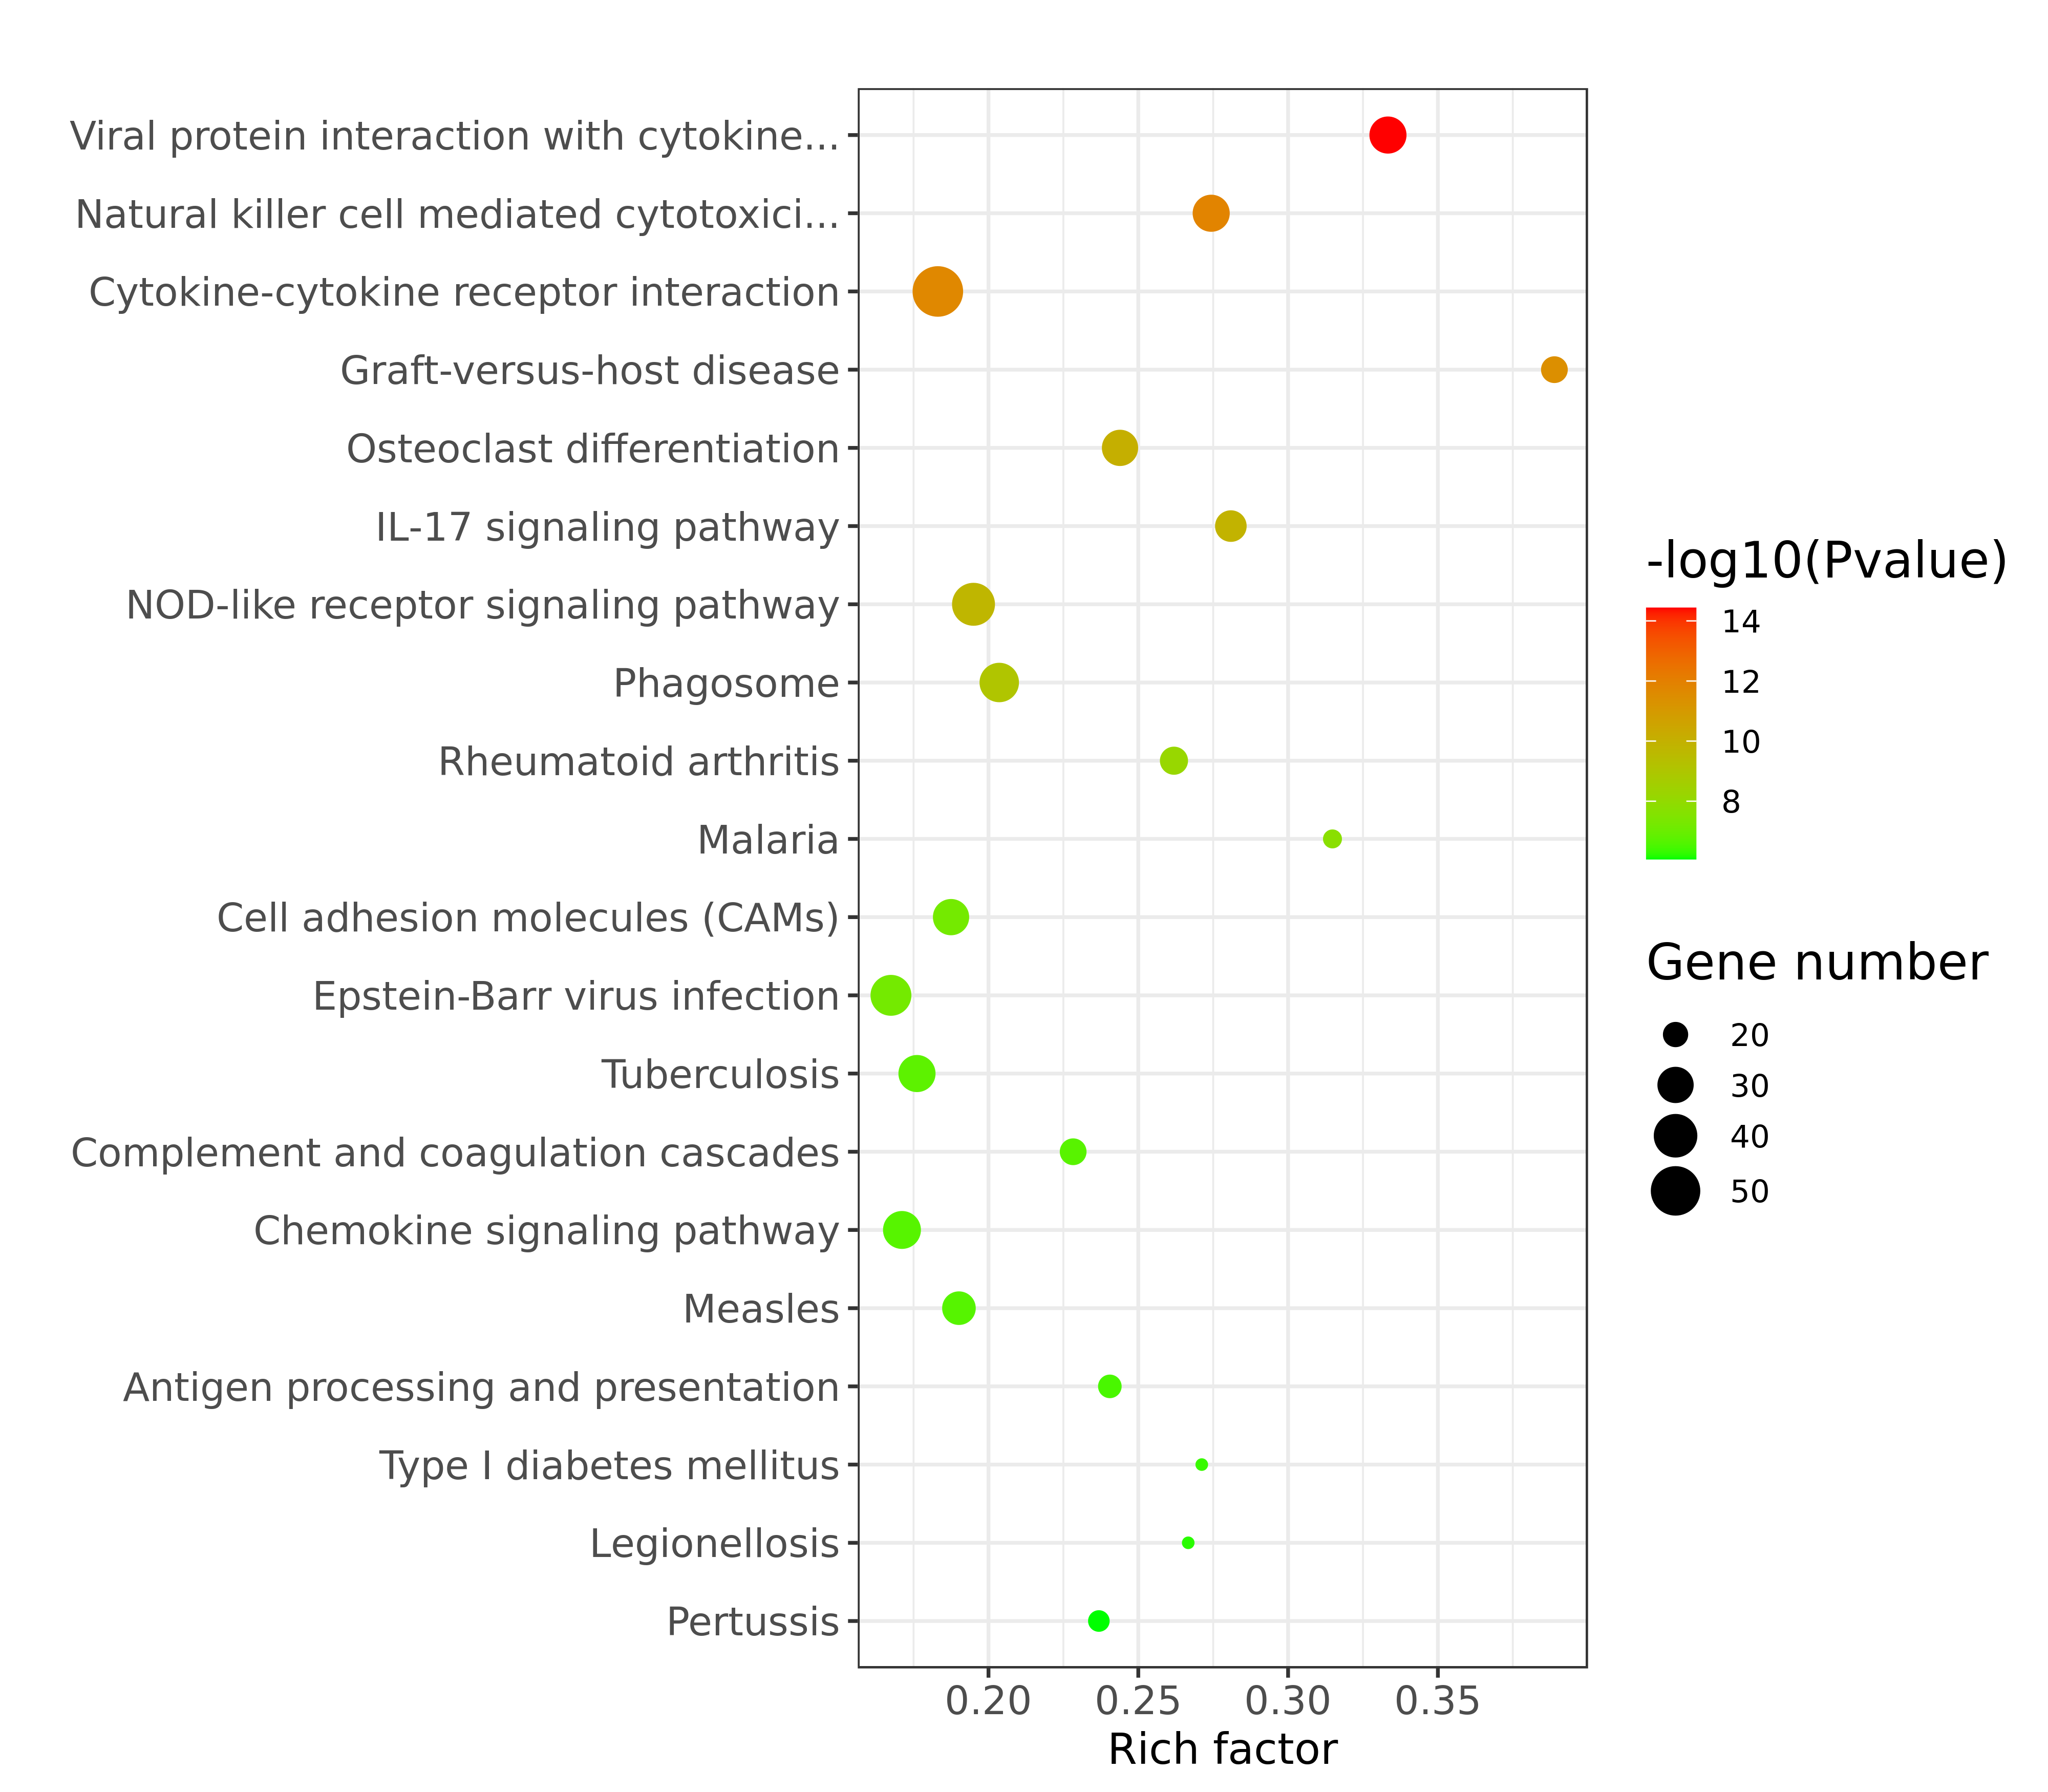 Viral protein interaction with cytokine...
Natural killer cell mediated cytotoxici...
Cytokine-cytokine receptor interaction
Graft-versus-host disease
Osteoclast differentiation
IL-17 signaling pathway
NOD-like receptor signaling pathway
Phagosome
Rheumatoid arthritis
Malaria
Cell adhesion molecules (CAMs)
Epstein-Barr virus infection
Tuberculosis
Complement and coagulation cascades
Chemokine signaling pathway
Measles
Antigen processing and presentation
Type I diabetes mellitus
Legionellosis
Pertussis
0.20 0.25 0.30 0.35
Rich factor
-log10(Pvalue)
14
12
10
8
Gene number
20
30
40
50